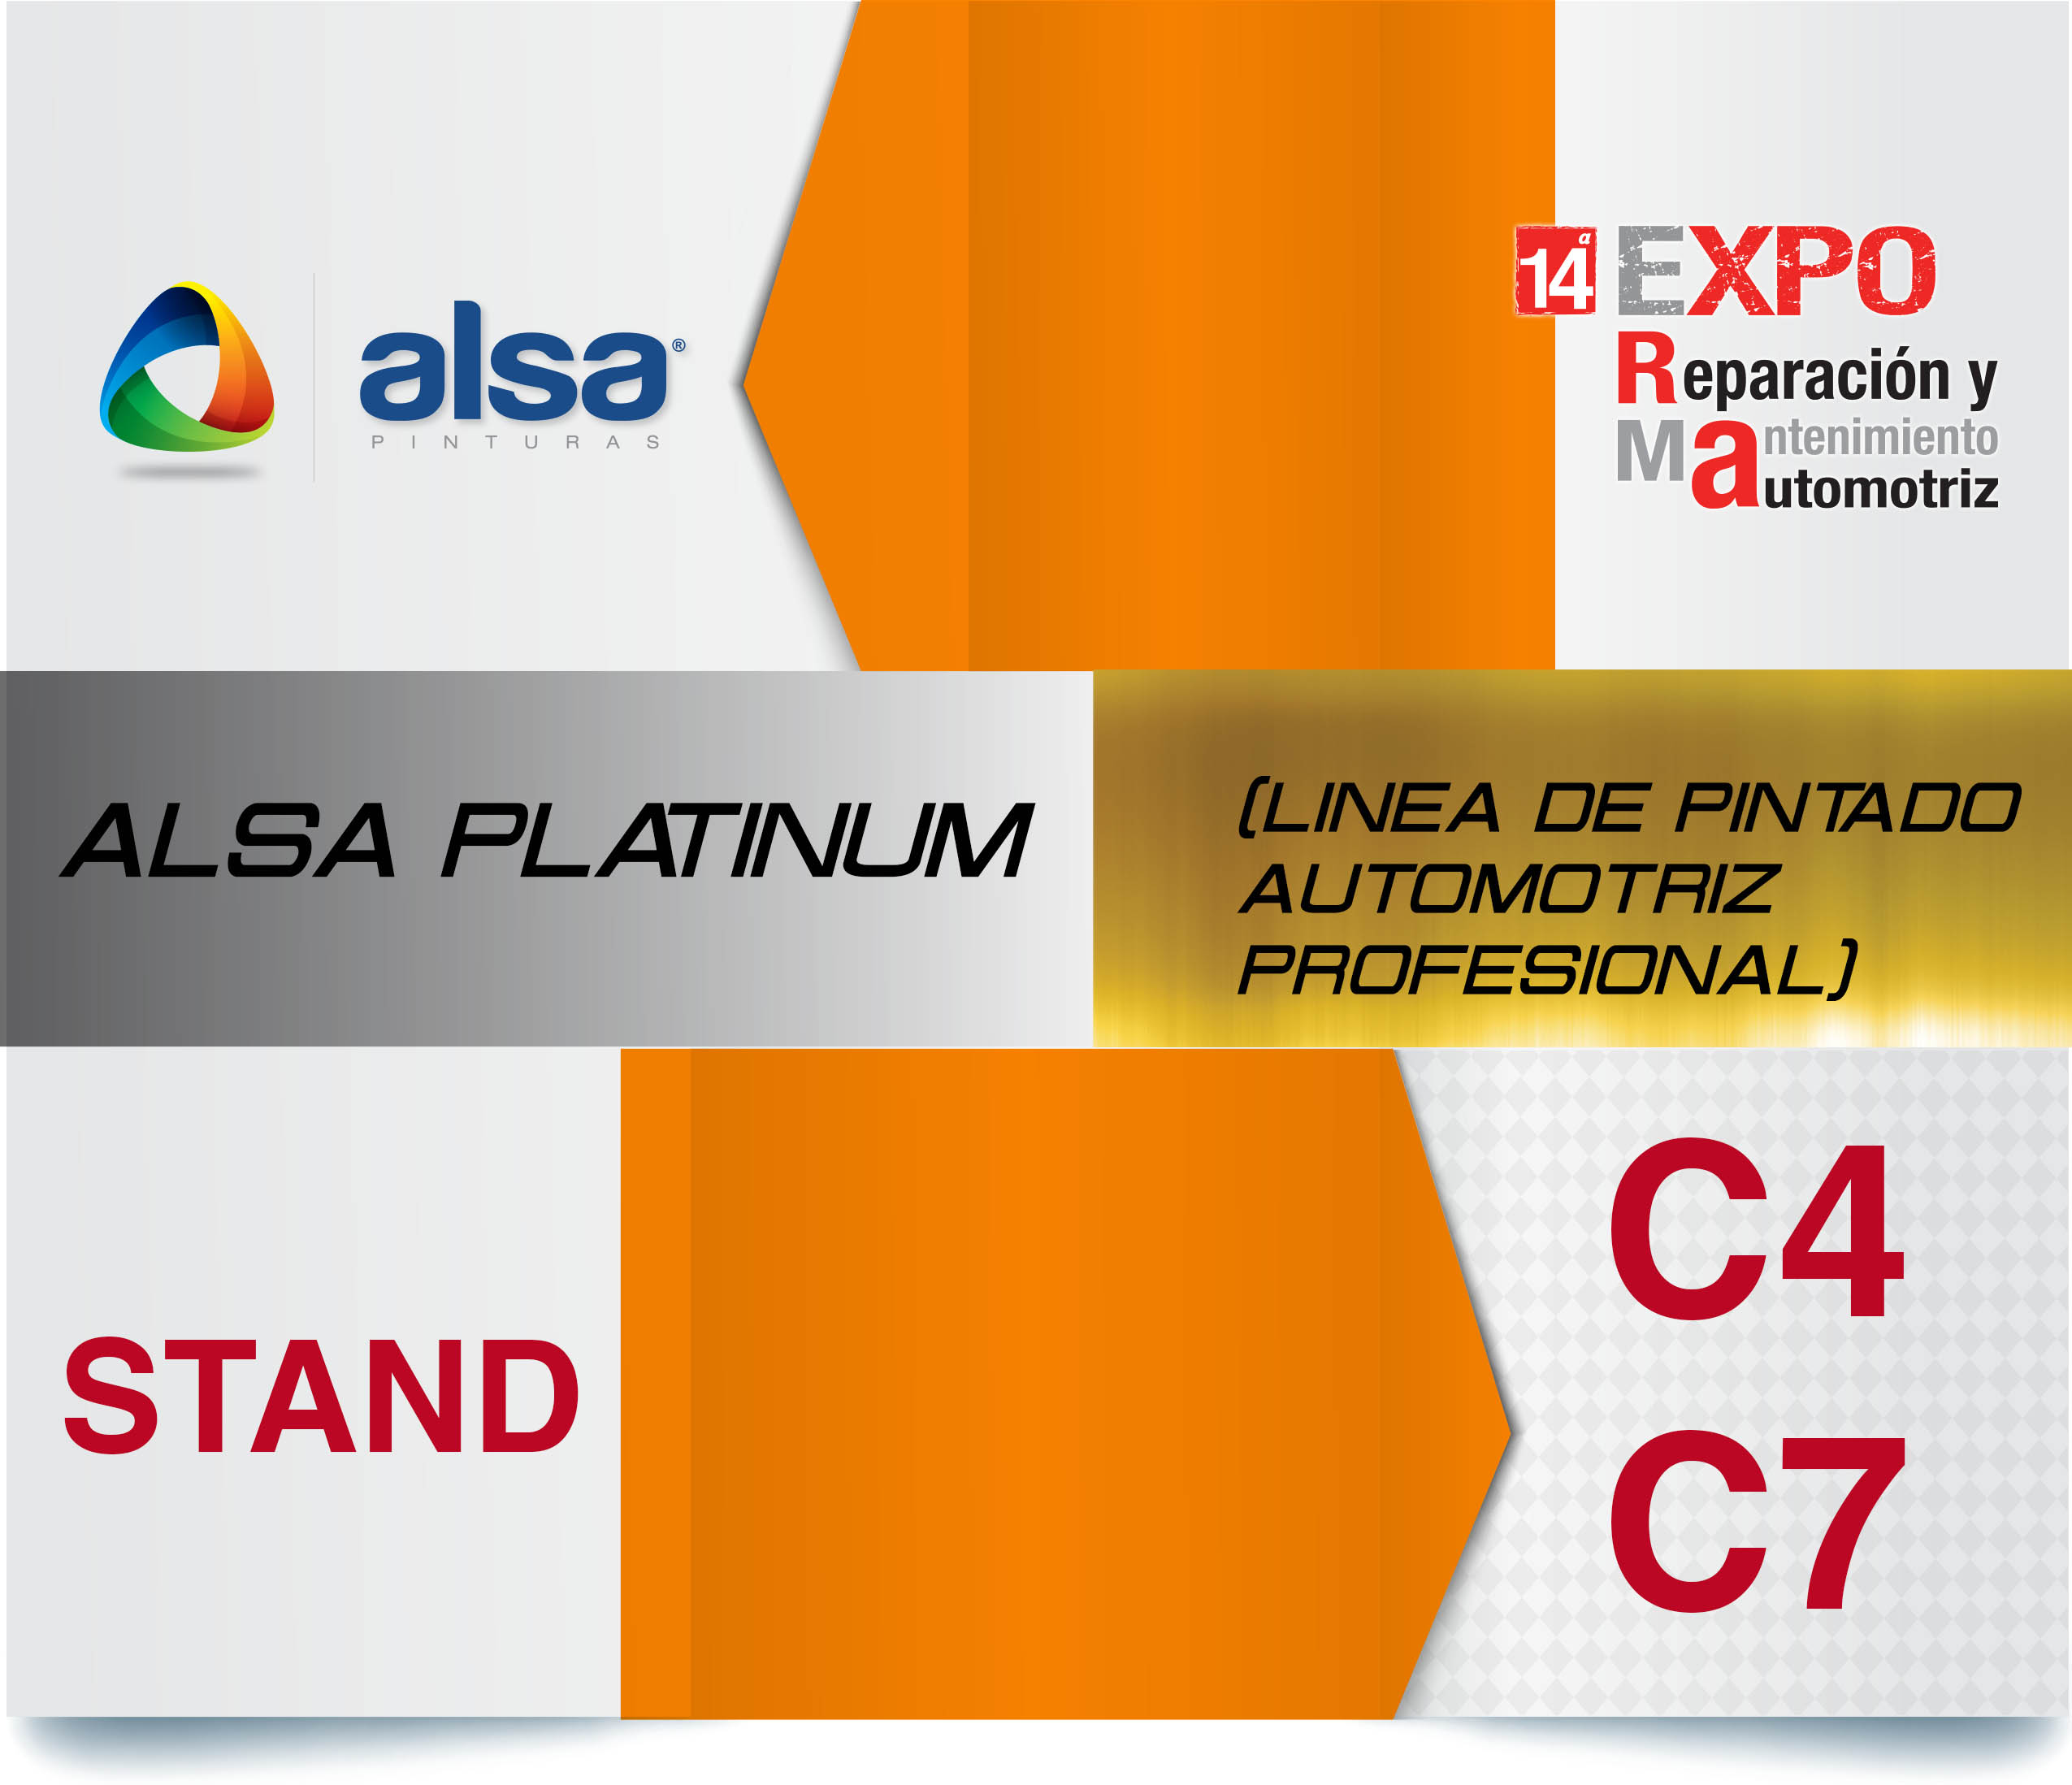 alsa®
PINTURAS
14ª EXPO
Reparación y
Mantenimiento
automotriz
ALSA PLATINUM
(LINEA DE PINTADO
AUTOMOTRIZ
PROFESIONAL)
STAND
C4
C7